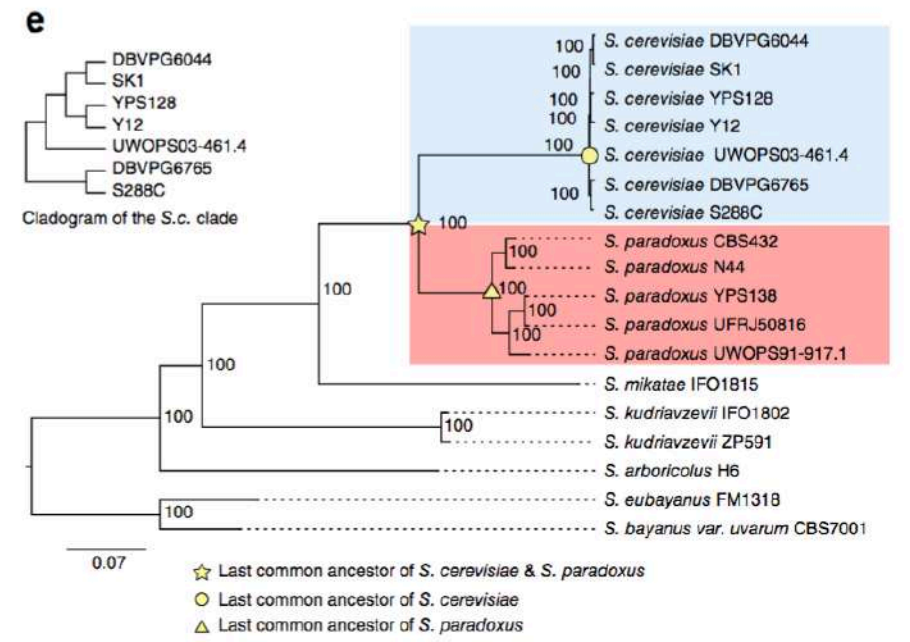 e
DBVPG6044
SK1
YPS128
Y12
UWOPS03-461.4
DBVPG6765
S288C
Cladogram of the S.c. clade
100 S. cerevisiae DBVPG6044
100 S. cerevisiae SK1
100 S. cerevisiae YPS128
100 S. cerevisiae Y12
100 S. cerevisiae UWOPS03-461.4
100 S. cerevisiae DBVPG6765
S. cerevisiae S288C
100
S. paradoxus CBS432
100
S. paradoxus N44
100
S. paradoxus YPS138
100
S. paradoxus UFRJ50816
100
S. paradoxus UWOPS91-917.1
100
S. mikatae IFO1815
100
S. kudriavzevii IFO1802
100
100
S. kudriavzevii ZP591
S. arboricolus H6
S. eubayanus FM1318
100
S. bayanus var. uvarum CBS7001
0.07
Last common ancestor of S. cerevisiae & S. paradoxus
Last common ancestor of S. cerevisiae
Last common ancestor of S. paradoxus